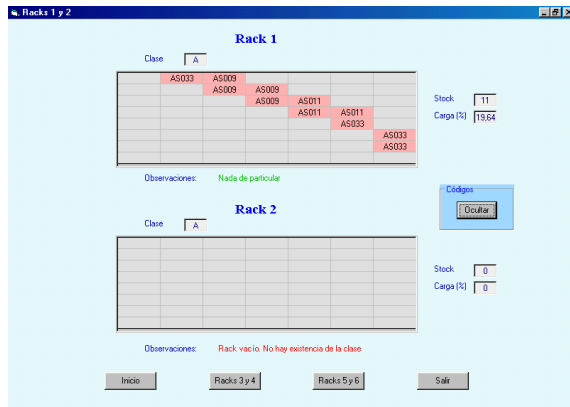 Racks 1 y 2
Rack 1
Clase A
AS033 AS009
AS009 AS009
AS009 AS011
AS011 AS011
AS033
AS033
AS033
Stock 11
Carga (%) 19,64
Observaciones: Nada de particular
Códigos
Ocultar
Rack 2
Clase A
Stock 0
Carga (%) 0
Observaciones: Rack vacío. No hay existencia de la clase
Inicio Racks 3 y 4 Racks 5 y 6 Salir